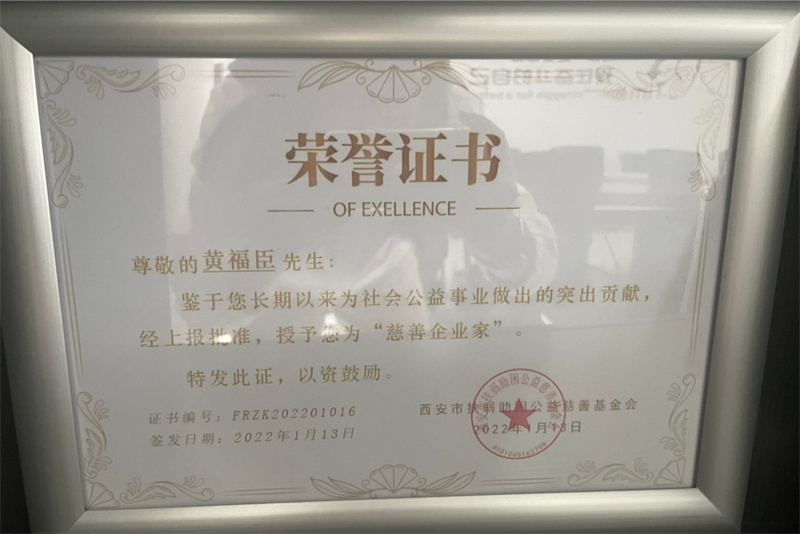 荣誉证书
OF EXELLENCE
尊敬的黄福臣先生：
鉴于您长期以来为社会公益事业做出的突出贡献，
经上报批准，授予您为“慈善企业家”。
特发此证，以资鼓励。
证书编号：FRZK202201016
签发日期：2022年1月13日
西安市扶弱助困公益慈善基金会
2022年1月13日